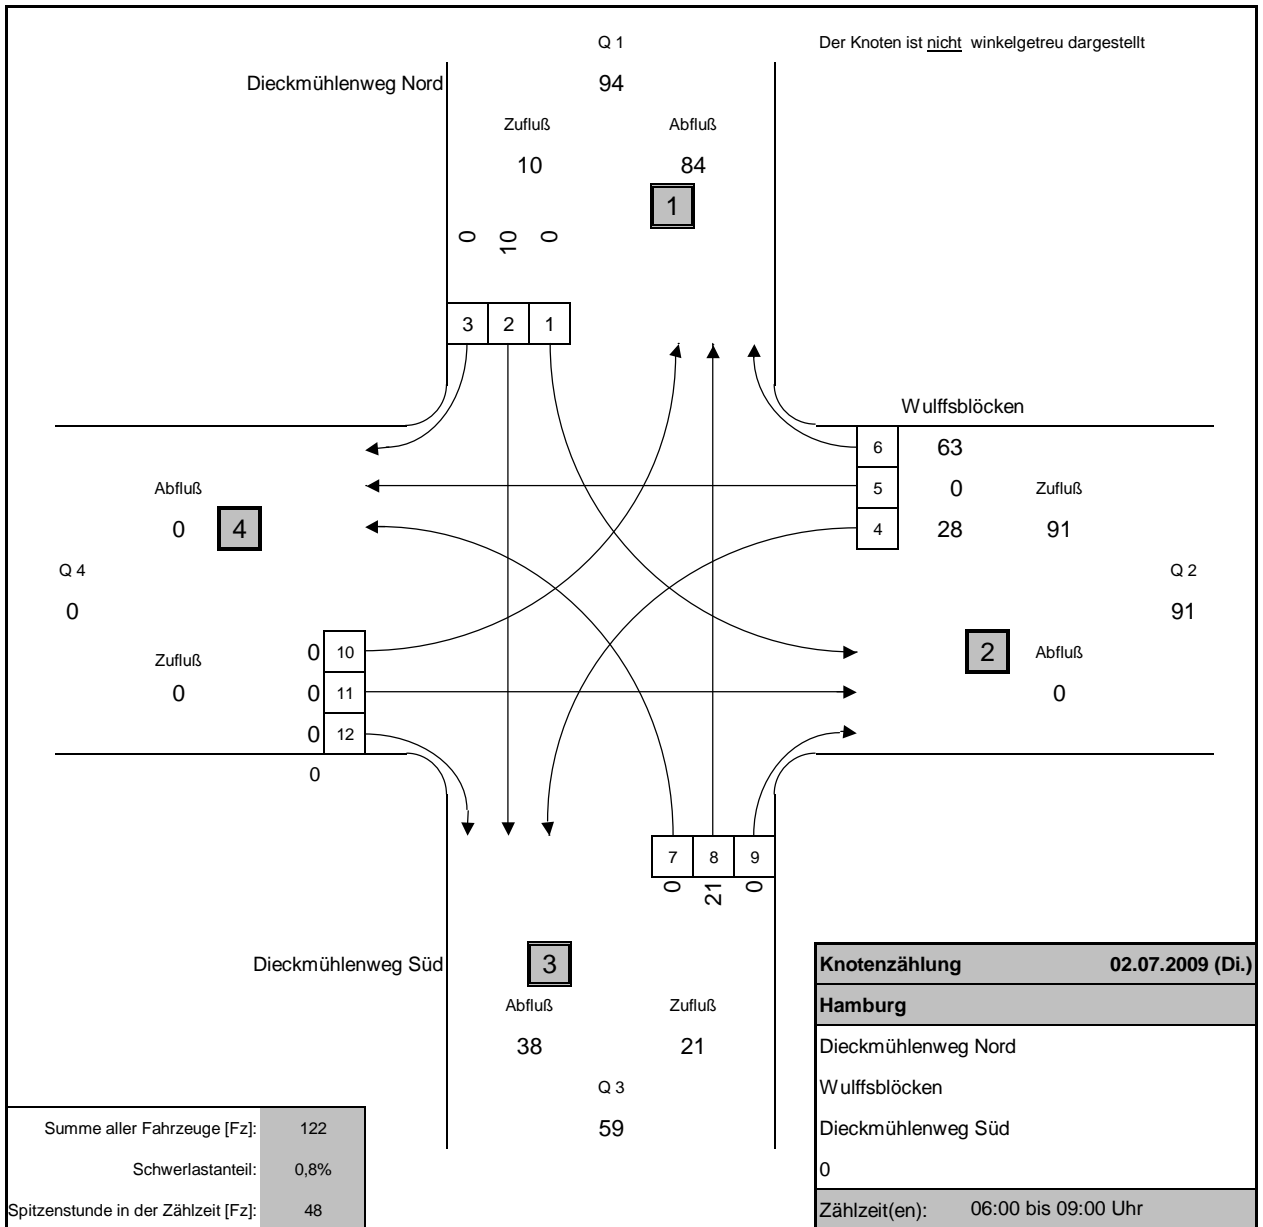 Q 1
Der Knoten ist nicht winkelgetreu dargestellt
Dieckmühlenweg Nord
94
Zufluß
Abfluß
10
84
1
0
10
0
3
2
1
Wulffsblöcken
6
63
5
0
Zufluß
4
28
91
Abfluß
0
4
Q 4
0
Q 2
91
Zufluß
0
0
10
0
11
0
12
0
2
Abfluß
0
7
8
9
0
21
0
Dieckmühlenweg Süd
3
Abfluß
Zufluß
38
21
Q 3
59
Summe aller Fahrzeuge [Fz]: 122
Schwerlastanteil: 0,8%
Spitzenstunde in der Zählzeit [Fz]: 48
Knotenzählung 02.07.2009 (Di.)
Hamburg
Dieckmühlenweg Nord
Wulffsblöcken
Dieckmühlenweg Süd
0
Zählzeit(en): 06:00 bis 09:00 Uhr